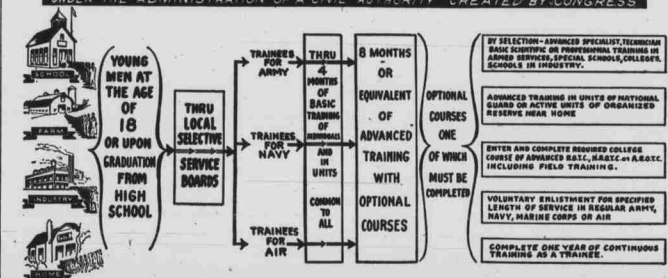 UNDER THE ADMINISTRATION OF A CIVIL AUTHORITY CREATED BY CONGRESS
SCHOOL
FARM
INDUSTRY
HOME
YOUNG
MEN AT
THE AGE
OF
18
OR UPON
GRADUATION
FROM
HIGH
SCHOOL
THRU
LOCAL
SELECTIVE
SERVICE
BOARDS
TRAINEES
FOR
ARMY
TRAINEES
FOR
NAVY
TRAINEES
FOR
AIR
THRU
4
MONTHS
OF
BASIC
TRAINING
OF
INDIVIDUALS
AND
IN
UNITS
COMMON
TO
ALL
8 MONTHS
OR
EQUIVALENT
OF
ADVANCED
TRAINING
WITH
OPTIONAL
COURSES
OPTIONAL
COURSES
ONE
OF WHICH
MUST BE
COMPLETED
BY SELECTION-ADVANCED SPECIALIST, TECHNICIAN
BASIC SCIENTIFIC OR PROFESSIONAL TRAINING IN
ARMED SERVICES, SPECIAL SCHOOLS, COLLEGES,
SCHOOLS IN INDUSTRY.
ADVANCED TRAINING IN UNITS OF NATIONAL
GUARD OR ACTIVE UNITS OF ORGANIZED
RESERVE NEAR HOME
ENTER AND COMPLETE REQUIRED COLLEGE
COURSE OF ADVANCED R.O.T.C., N.R.O.T.C. OR A.R.O.T.C.
INCLUDING FIELD TRAINING.
VOLUNTARY ENLISTMENT FOR SPECIFIED
LENGTH OF SERVICE IN REGULAR ARMY,
NAVY, MARINE CORPS OR AIR
COMPLETE ONE YEAR OF CONTINUOUS
TRAINING AS A TRAINEE.